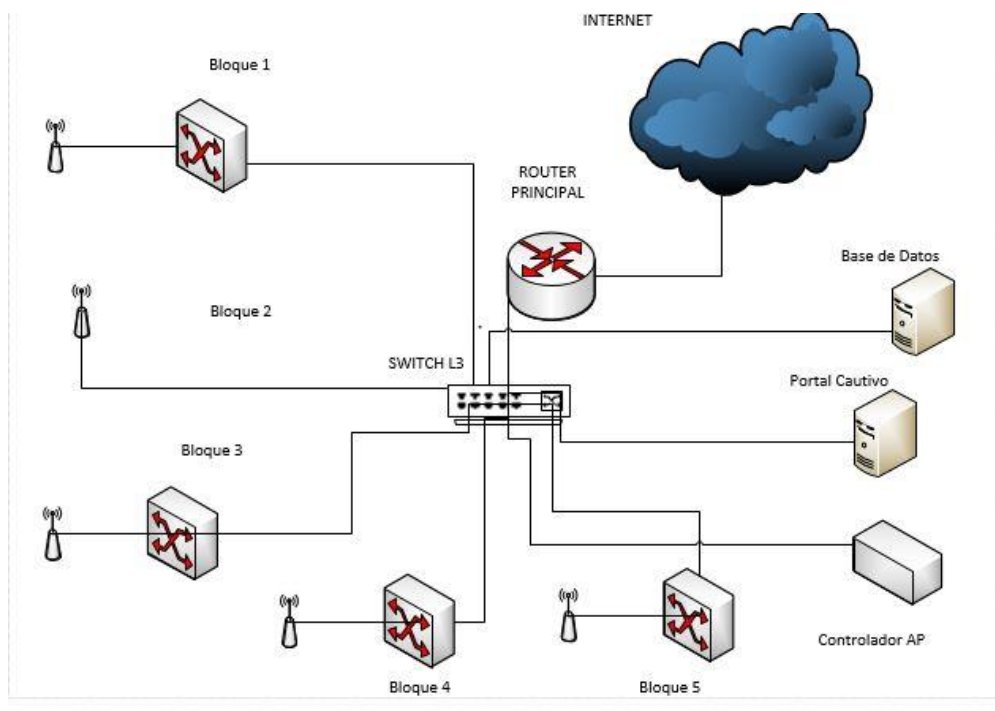 INTERNET
Bloque 1
ROUTER
PRINCIPAL
Base de Datos
Bloque 2
SWITCH L3
Portal Cautivo
Bloque 3
Controlador AP
Bloque 4
Bloque 5